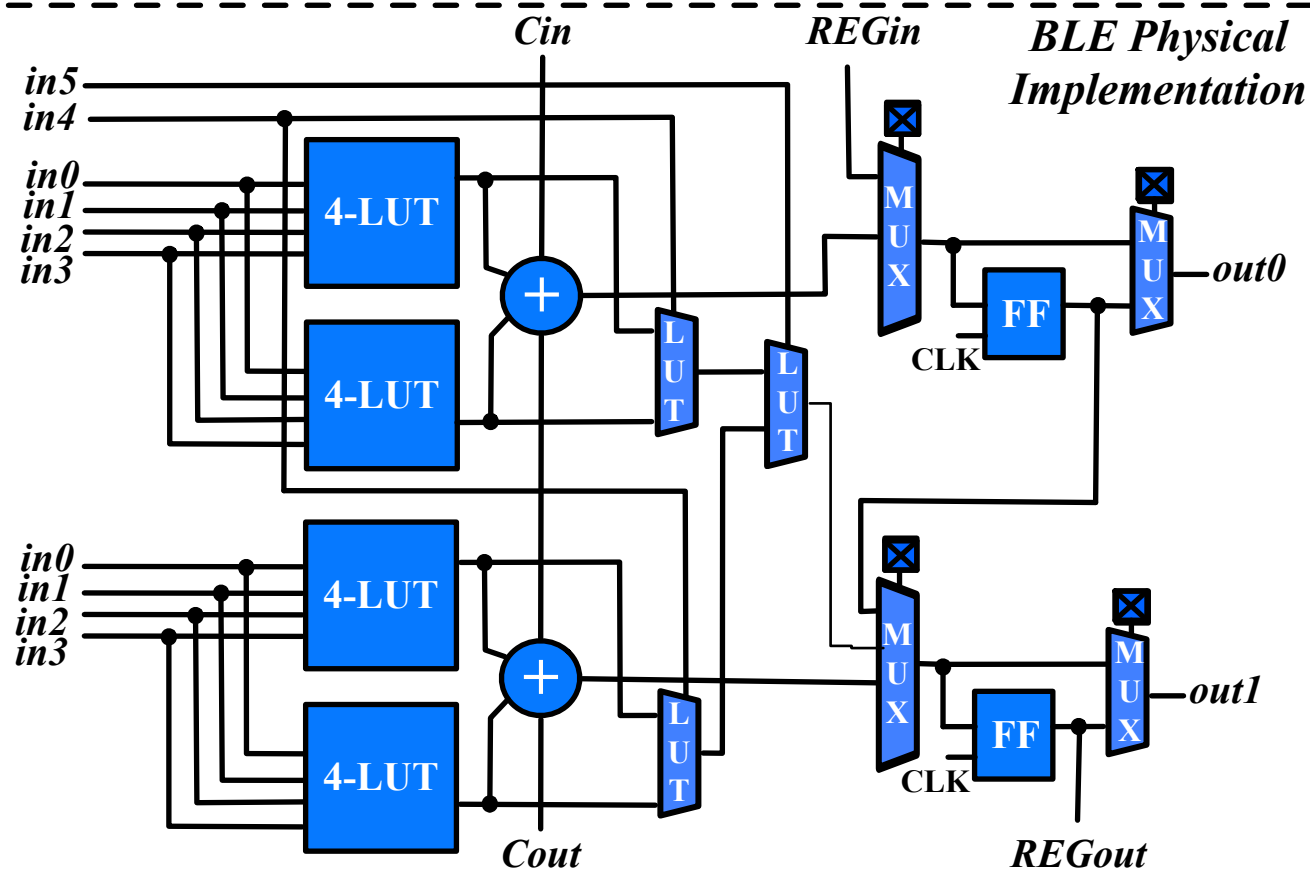 Cin
REGin
BLE Physical
Implementation
in5
in4
in0
in1
in2
in3
4-LUT
4-LUT
+
LUT
LUT
MUX
FF
CLK
MUX
out0
in0
in1
in2
in3
4-LUT
4-LUT
+
LUT
MUX
FF
CLK
MUX
out1
Cout
REGout